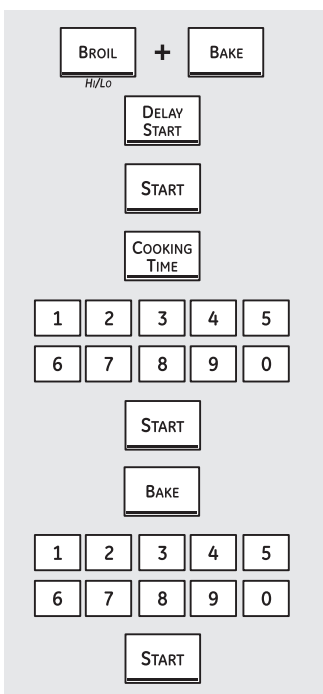 BROIL + BAKE
HI/LO
DELAY
START
START
COOKING
TIME
1 2 3 4 5
6 7 8 9 0
START
BAKE
1 2 3 4 5
6 7 8 9 0
START